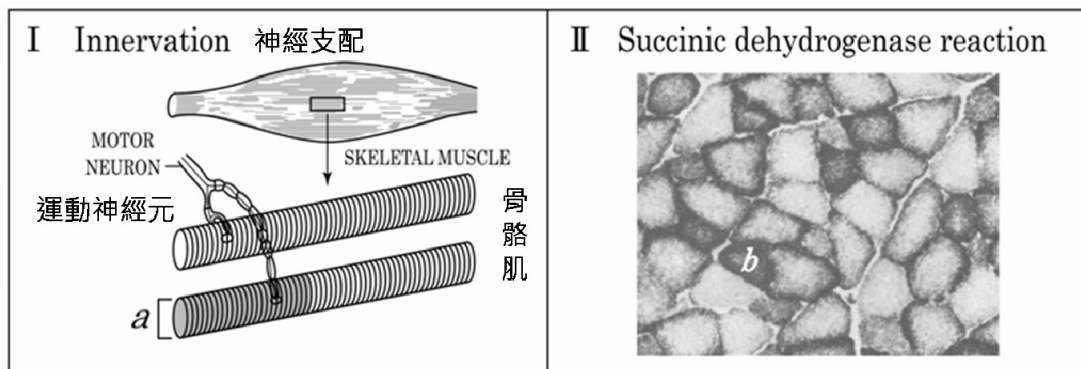 I Innervation 神經支配
MOTOR
NEURON
運動神經元
SKELETAL MUSCLE
骨
骼
肌
a
II Succinic dehydrogenase reaction
b